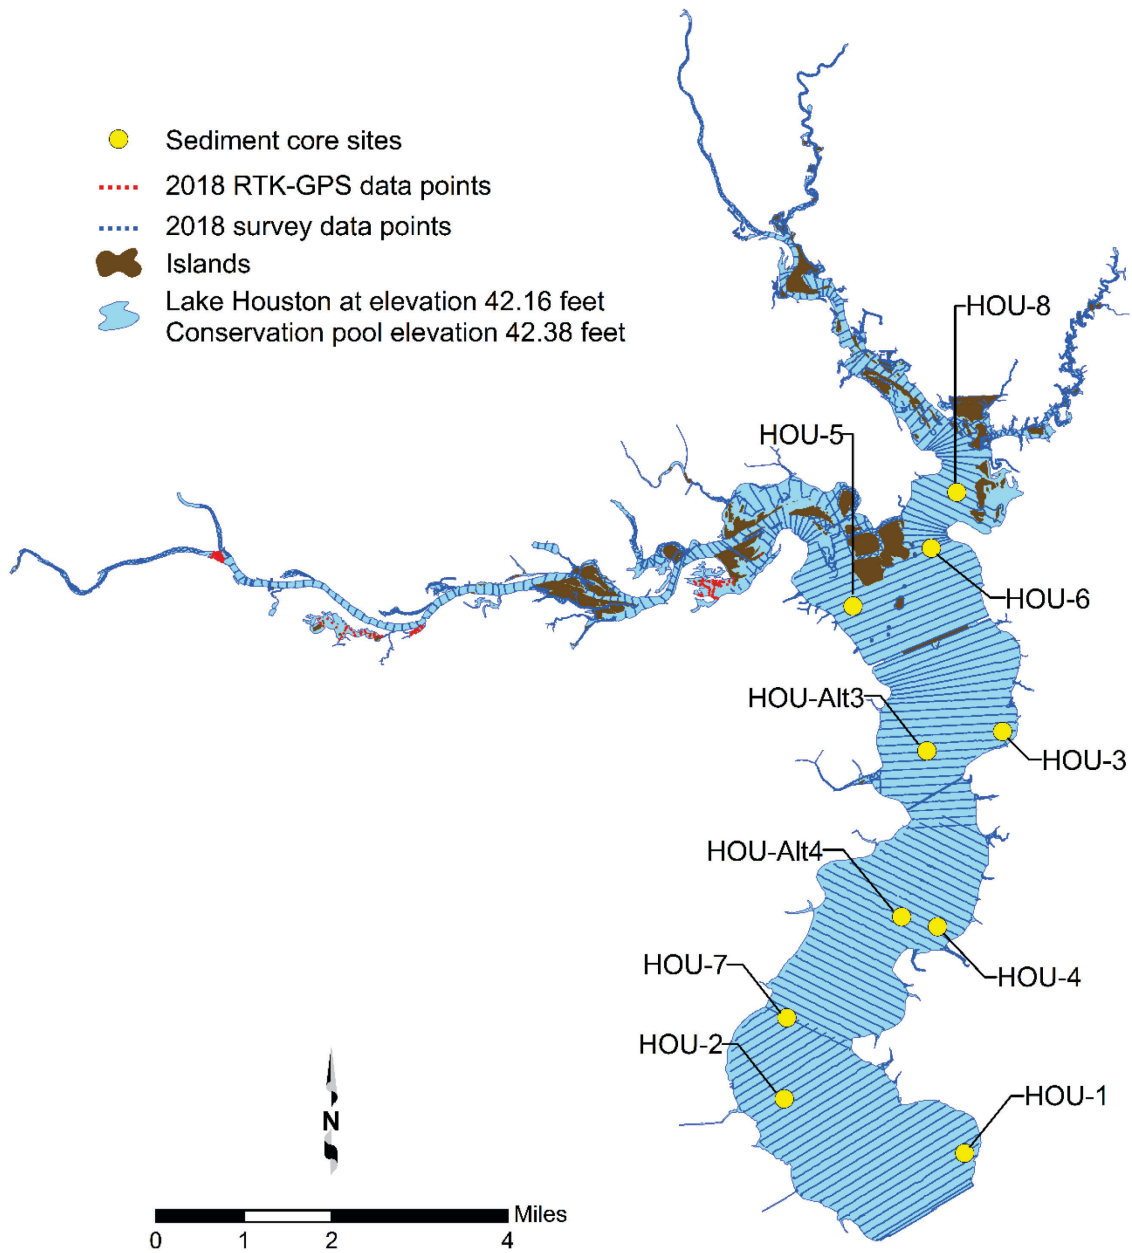 Sediment core sites
2018 RTK-GPS data points
2018 survey data points
Islands
Lake Houston at elevation 42.16 feet
Conservation pool elevation 42.38 feet
HOU-8
HOU-5
HOU-6
HOU-Alt3
HOU-3
HOU-Alt4
HOU-7
HOU-4
HOU-2
HOU-1
N
Miles
0 1 2 4